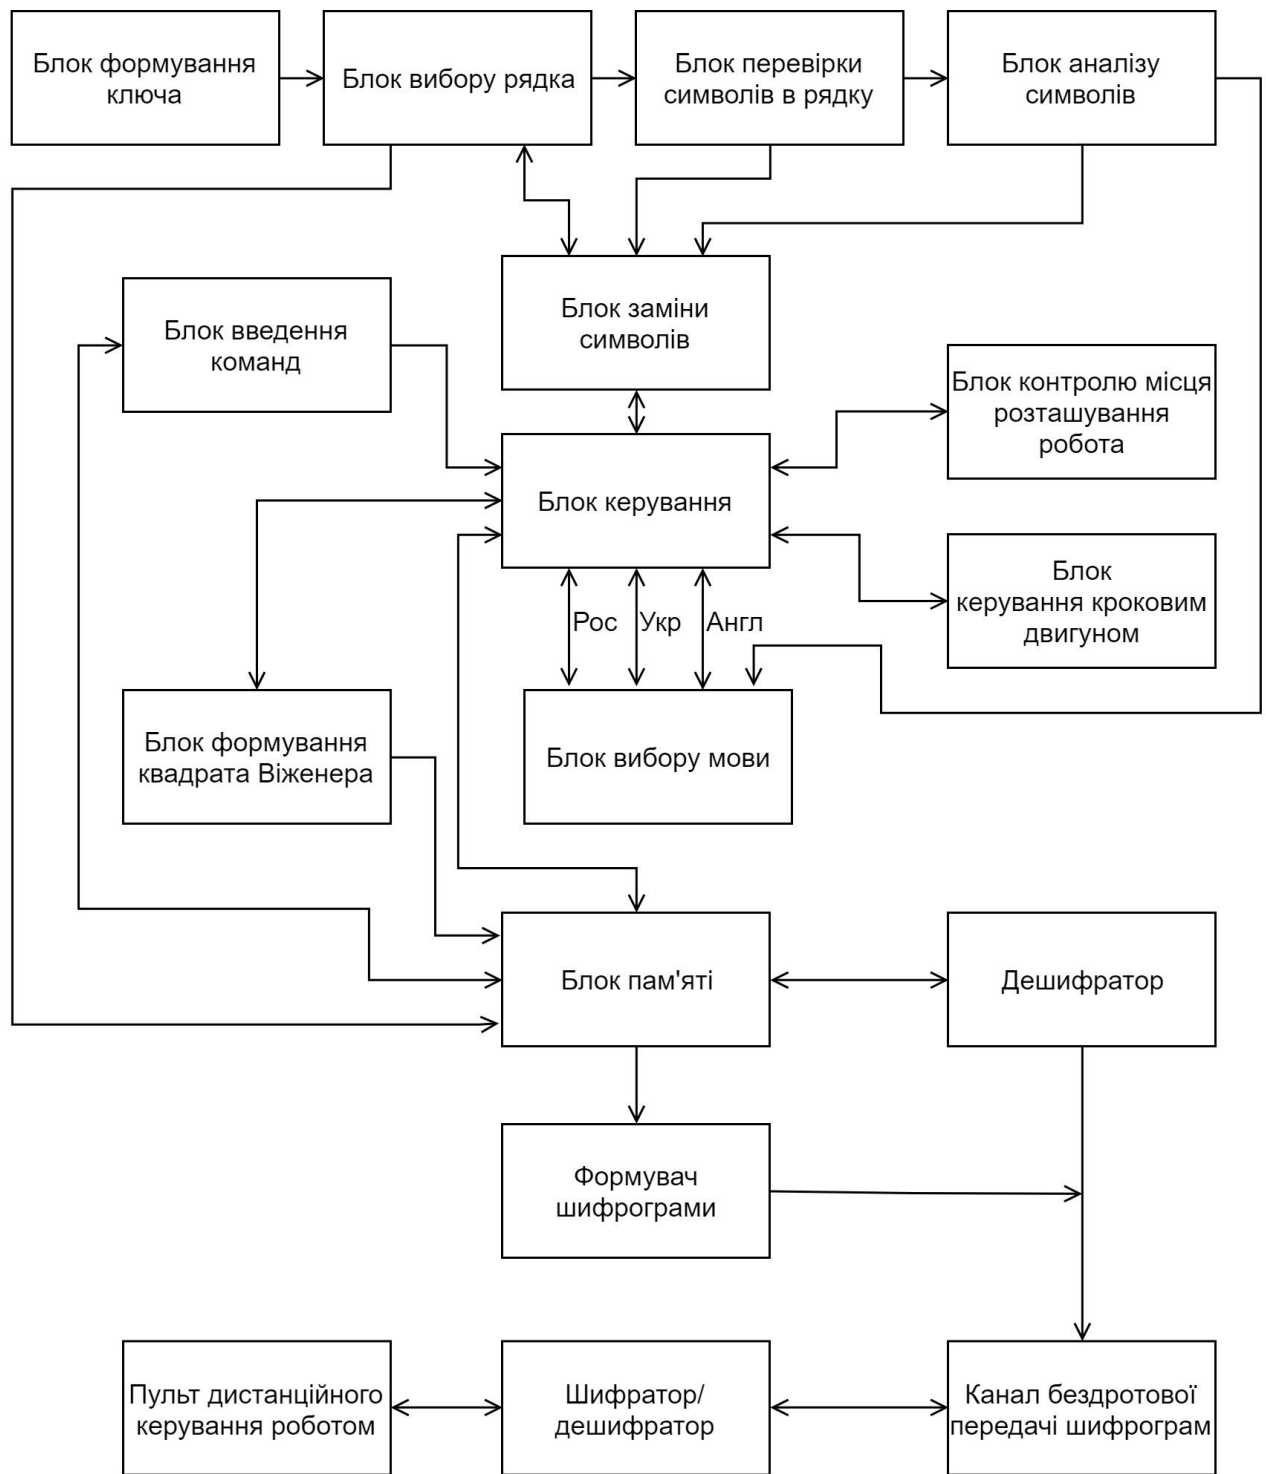 Блок формування
ключа
Блок вибору рядка
Блок перевірки
символів в рядку
Блок аналізу
символів
Блок заміни
символів
Блок введення
команд
Блок контролю місця
розташування
робота
Блок керування
Блок
керування кроковим
двигуном
Рос
Укр
Англ
Блок формування
квадрата Віженера
Блок вибору мови
Блок пам'яті
Дешифратор
Формувач
шифрограми
Пульт дистанційного
керування роботом
Шифратор/
дешифратор
Канал бездротової
передачі шифрограм